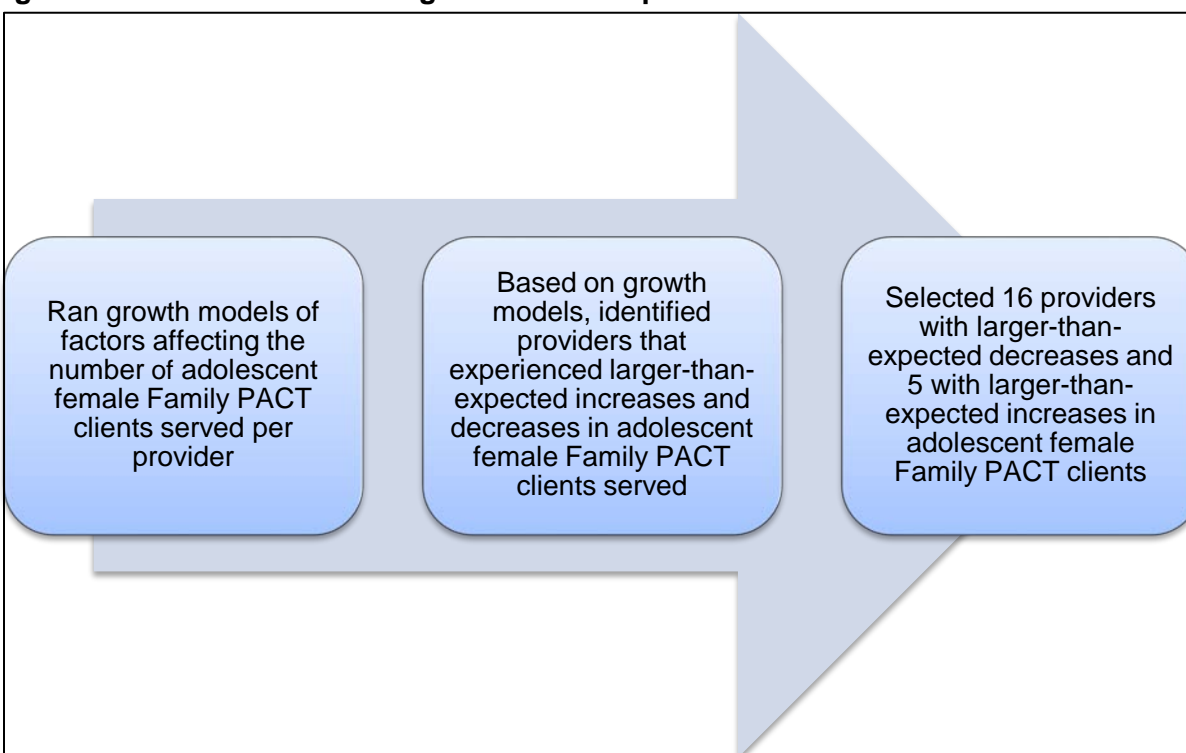 Ran growth models of
factors affecting the
number of adolescent
female Family PACT
clients served per
provider
Based on growth
models, identified
providers that
experienced larger-than-
expected increases and
decreases in adolescent
female Family PACT
clients served
Selected 16 providers
with larger-than-
expected decreases and
5 with larger-than-
expected increases in
adolescent female
Family PACT clients